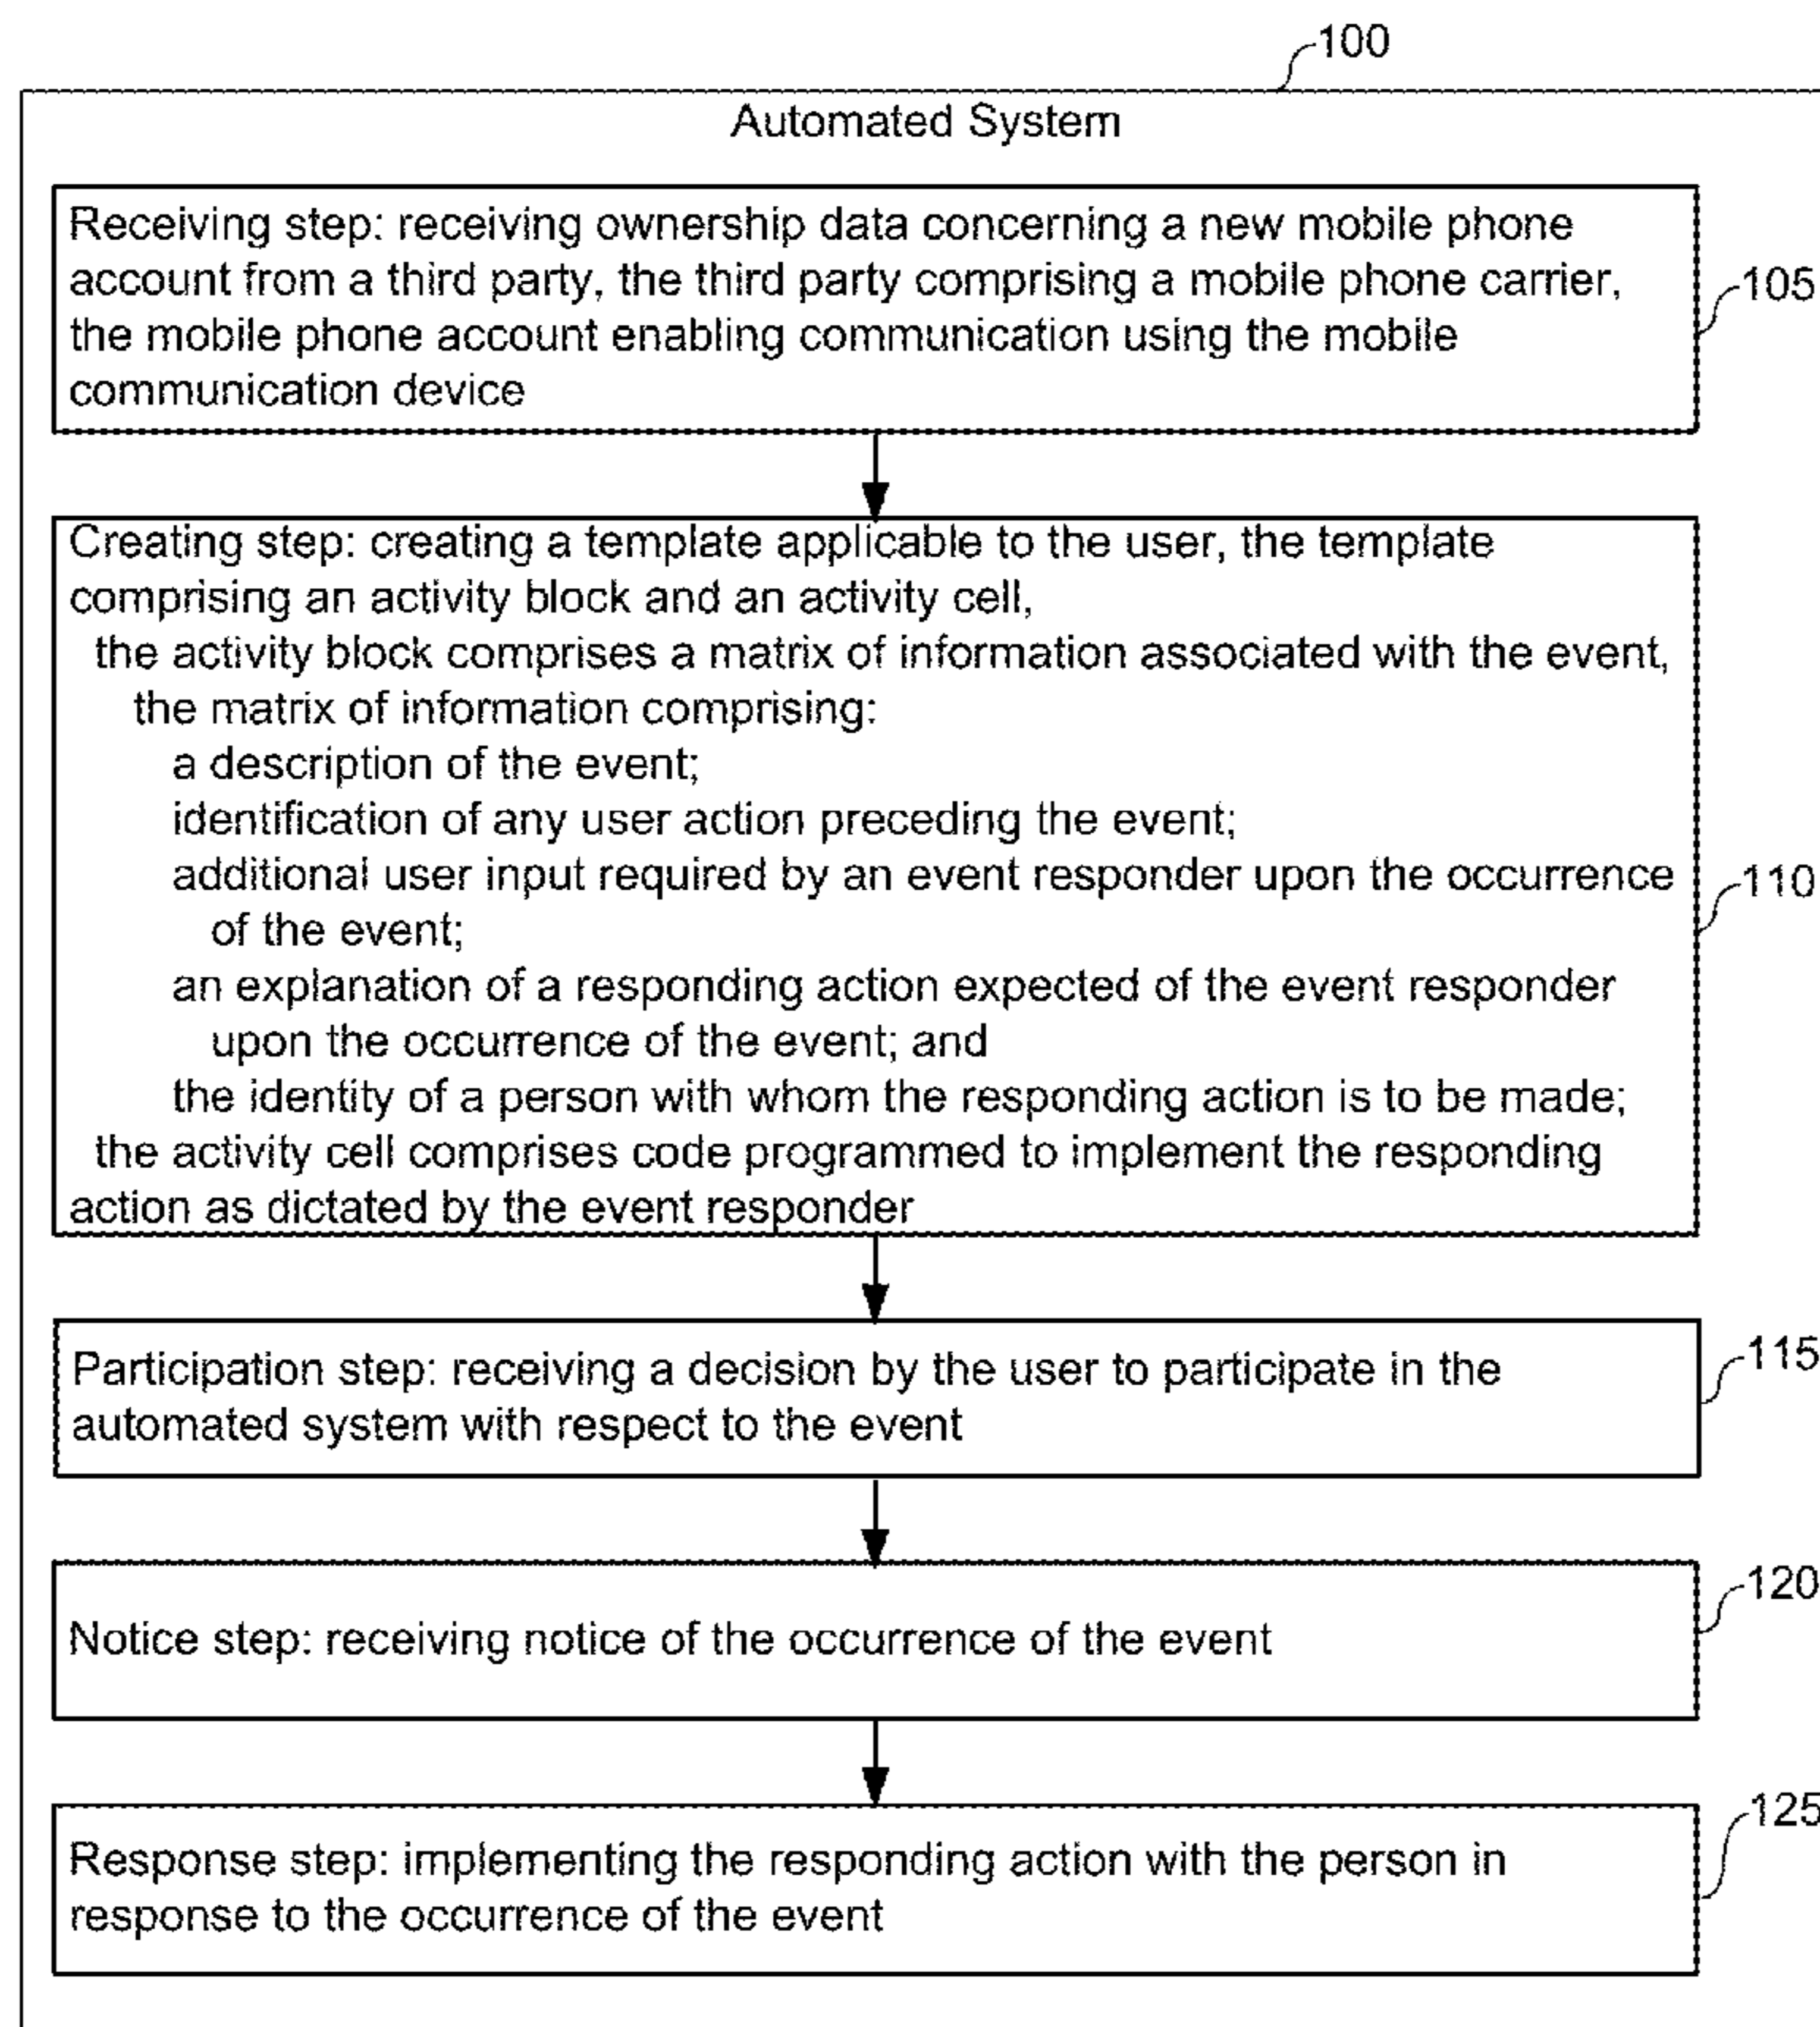 100
Automated System
Receiving step: receiving ownership data concerning a new mobile phone
account from a third party, the third party comprising a mobile phone carrier,
the mobile phone account enabling communication using the mobile
communication device
105
Creating step: creating a template applicable to the user, the template
comprising an activity block and an activity cell,
the activity block comprises a matrix of information associated with the event,
the matrix of information comprising:
a description of the event;
identification of any user action preceding the event;
additional user input required by an event responder upon the occurrence
of the event;
an explanation of a responding action expected of the event responder
upon the occurrence of the event; and
the identity of a person with whom the responding action is to be made;
the activity cell comprises code programmed to implement the responding
action as dictated by the event responder
110
Participation step: receiving a decision by the user to participate in the
automated system with respect to the event
115
Notice step: receiving notice of the occurrence of the event
120
Response step: implementing the responding action with the person in
response to the occurrence of the event
125